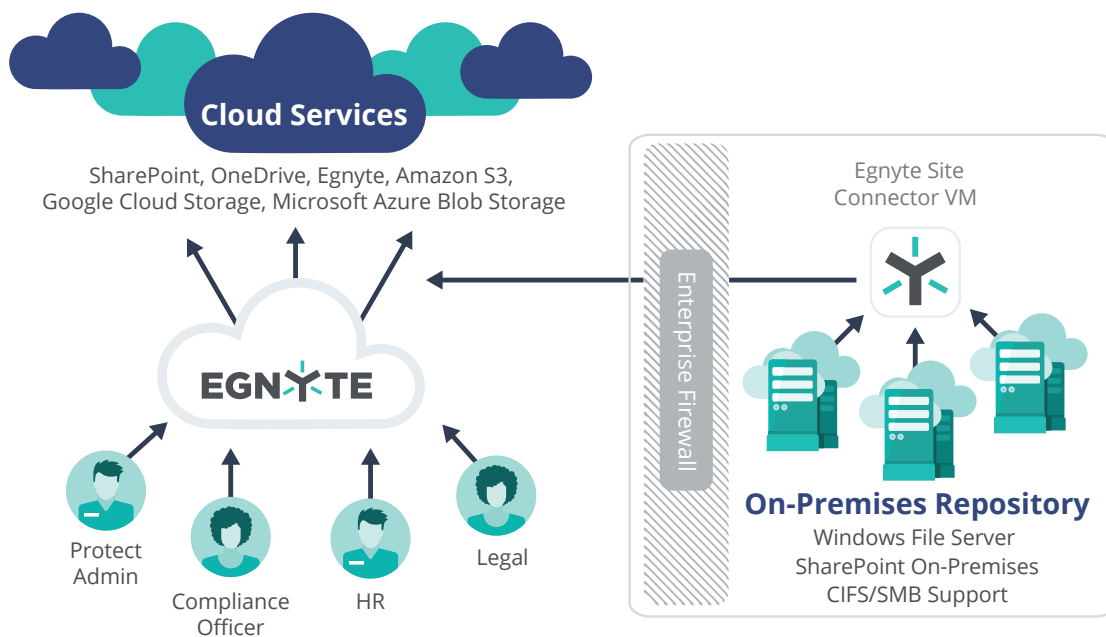 Cloud Services
SharePoint, OneDrive, Egnyte, Amazon S3,
Google Cloud Storage, Microsoft Azure Blob Storage
EGNYTE
Protect
Admin
Compliance
Officer
HR
Legal
Enterprise Firewall
Egnyte Site
Connector VM
On-Premises Repository
Windows File Server
SharePoint On-Premises
CIFS/SMB Support